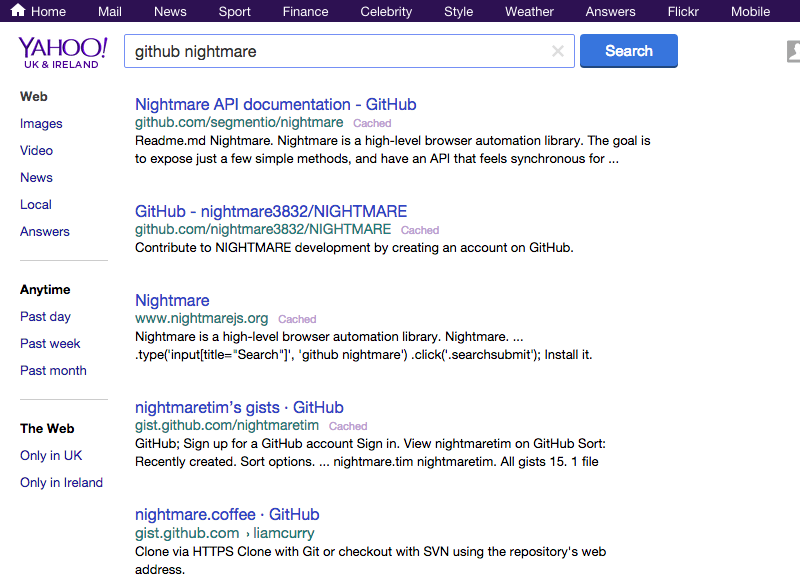 Home Mail News Sport Finance Celebrity Style Weather Answers Flickr Mobile
YAHOO!
UK & IRELAND
github nightmare
Search
Web
Images
Video
News
Local
Answers
Anytime
Past day
Past week
Past month
The Web
Only in UK
Only in Ireland
Nightmare API documentation - GitHub
github.com/segmentio/nightmare Cached
Readme.md Nightmare. Nightmare is a high-level browser automation library. The goal is
to expose just a few simple methods, and have an API that feels synchronous for ...
GitHub - nightmare3832/NIGHTMARE
github.com/nightmare3832/NIGHTMARE Cached
Contribute to NIGHTMARE development by creating an account on GitHub.
Nightmare
www.nightmarejs.org Cached
Nightmare is a high-level browser automation library. Nightmare. ...
.type('input[title="Search"]', 'github nightmare') .click('.searchsubmit'); Install it.
nightmaretim's gists · GitHub
gist.github.com/nightmaretim Cached
GitHub; Sign up for a GitHub account Sign in. View nightmaretim on GitHub Sort:
Recently created. Sort options. ... nightmare.tim nightmaretim. All gists 15. 1 file
nightmare.coffee · GitHub
gist.github.com › liamcurry
Clone via HTTPS Clone with Git or checkout with SVN using the repository's web
address.